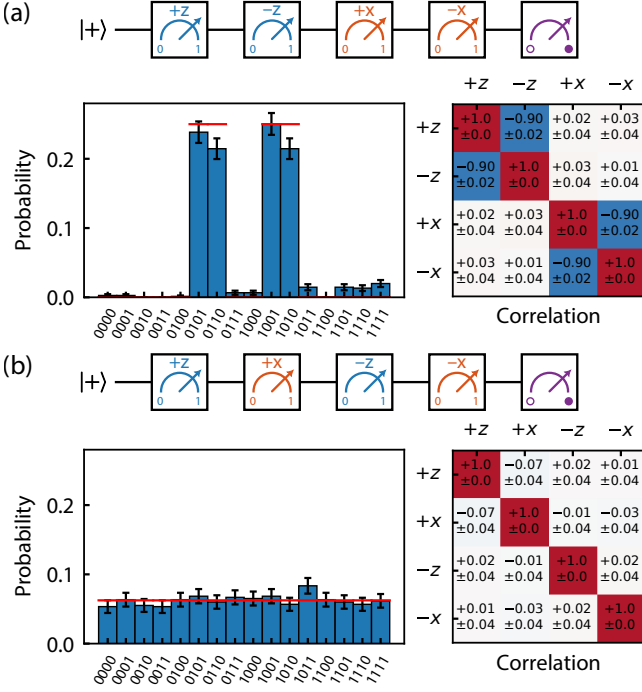 (a)
|+⟩
+z
0 1
−z
0 1
+x
0 1
−x
0 1
Probability
0.2
0.1
0.0
0000 0001 0010 0011 0100 0101 0110 0111 1000 1001 1010 1011 1100 1101 1110 1111
+z −z +x −x
+z
+1.0 −0.90 +0.02 +0.03
±0.0 ±0.02 ±0.04 ±0.04
−z
−0.90 +1.0 +0.03 +0.01
±0.02 ±0.0 ±0.04 ±0.04
+x
+0.02 +0.03 +1.0 −0.90
±0.04 ±0.04 ±0.0 ±0.02
−x
+0.03 +0.01 −0.90 +1.0
±0.04 ±0.04 ±0.02 ±0.0
Correlation
(b)
|+⟩
+z
0 1
+x
0 1
−z
0 1
−x
0 1
Probability
0.2
0.1
0.0
0000 0001 0010 0011 0100 0101 0110 0111 1000 1001 1010 1011 1100 1101 1110 1111
+z +x −z −x
+z
+1.0 −0.07 +0.02 +0.01
±0.0 ±0.04 ±0.04 ±0.04
+x
−0.07 +1.0 −0.01 −0.03
±0.04 ±0.0 ±0.04 ±0.04
−z
+0.02 −0.01 +1.0 +0.02
±0.04 ±0.04 ±0.0 ±0.04
−x
+0.01 −0.03 +0.02 +1.0
±0.04 ±0.04 ±0.04 ±0.0
Correlation